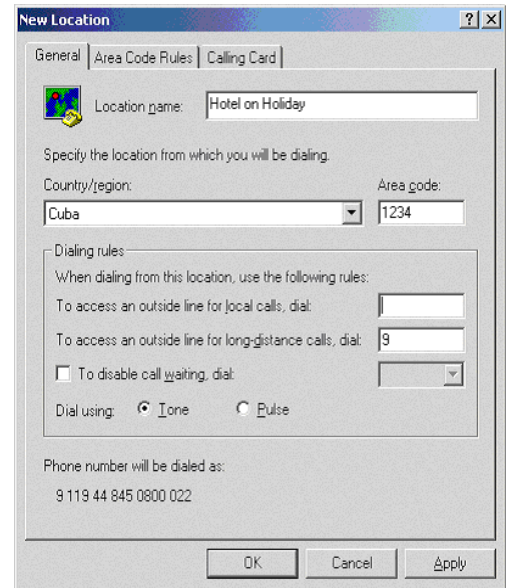 New Location
General Area Code Rules Calling Card
Location name: Hotel on Holiday
Specify the location from which you will be dialing.
Country/region: Area code:
Cuba 1234
Dialing rules
When dialing from this location, use the following rules:
To access an outside line for local calls, dial:
To access an outside line for long-distance calls, dial: 9
To disable call waiting, dial:
Dial using: Tone Pulse
Phone number will be dialed as:
9 119 44 845 0800 022
OK Cancel Apply